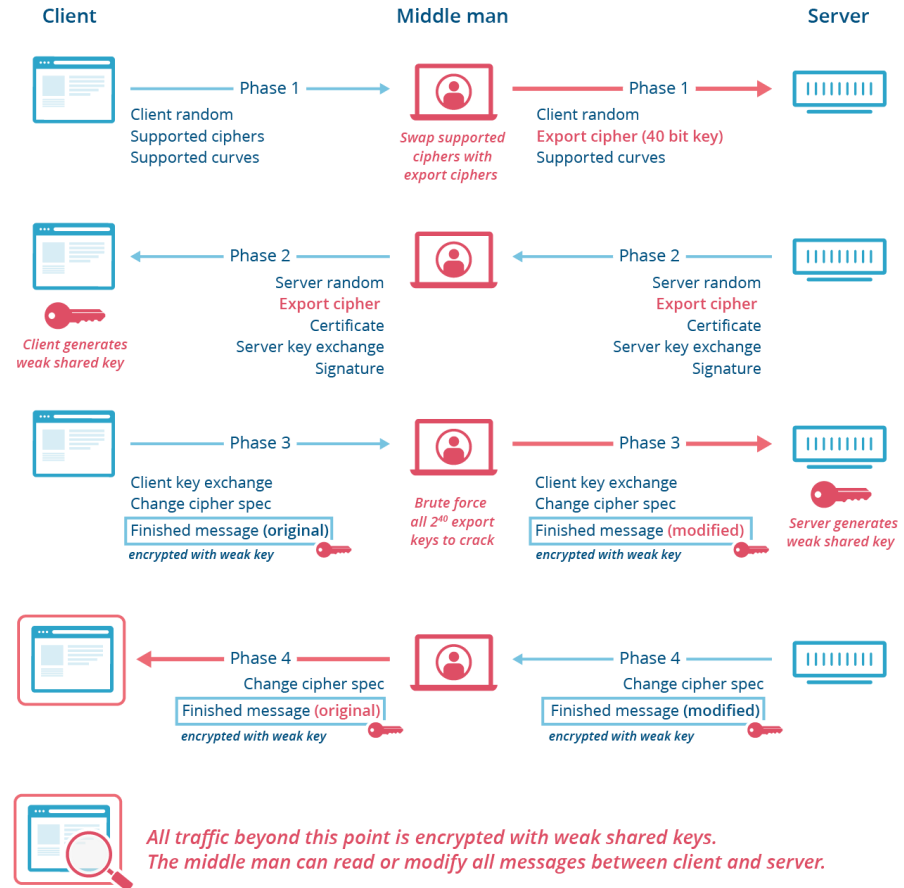 Client
Middle man
Server
Phase 1
Phase 1
Client random
Supported ciphers
Supported curves
Swap supported
ciphers with
export ciphers
Client random
Export cipher (40 bit key)
Supported curves
Phase 2
Phase 2
Client generates
weak shared key
Server random
Export cipher
Certificate
Server key exchange
Signature
Server random
Export cipher
Certificate
Server key exchange
Signature
Phase 3
Phase 3
Client key exchange
Change cipher spec
Finished message (original)
encrypted with weak key
Brute force
all 2⁴⁰ export
keys to crack
Client key exchange
Change cipher spec
Finished message (modified)
encrypted with weak key
Server generates
weak shared key
Phase 4
Phase 4
Change cipher spec
Finished message (original)
encrypted with weak key
Change cipher spec
Finished message (modified)
encrypted with weak key
All traffic beyond this point is encrypted with weak shared keys.
The middle man can read or modify all messages between client and server.